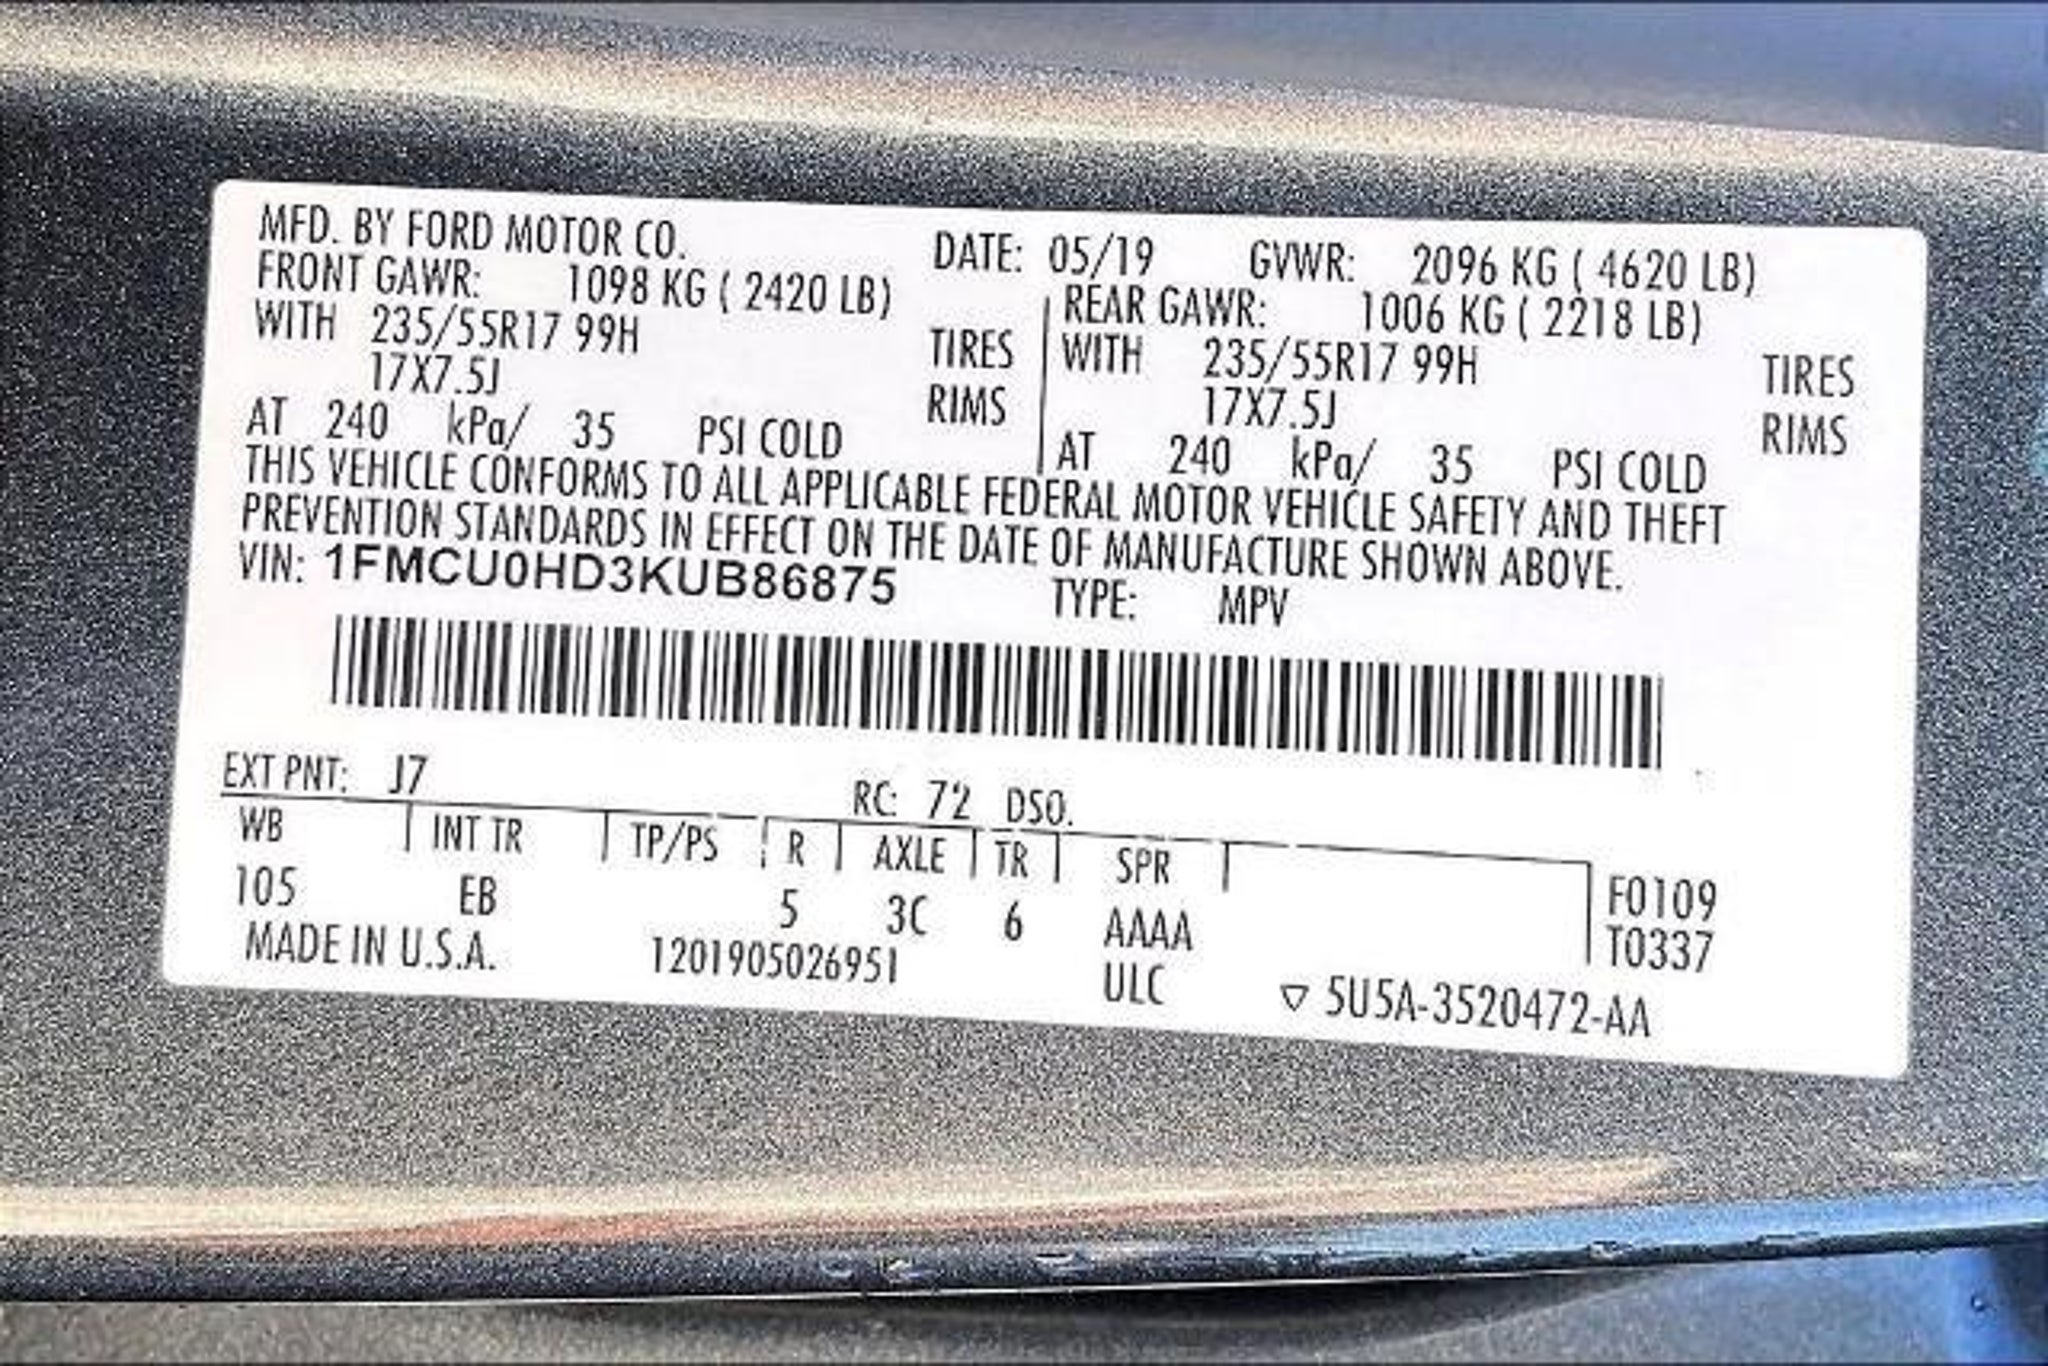 MFD. BY FORD MOTOR CO. DATE: 05/19 GVWR: 2096 KG ( 4620 LB)
FRONT GAWR: 1098 KG ( 2420 LB) REAR GAWR: 1006 KG ( 2218 LB)
WITH 235/55R17 99H TIRES WITH 235/55R17 99H TIRES
17X7.5J RIMS 17X7.5J RIMS
AT 240 kPa/ 35 PSI COLD AT 240 kPa/ 35 PSI COLD
THIS VEHICLE CONFORMS TO ALL APPLICABLE FEDERAL MOTOR VEHICLE SAFETY AND THEFT
PREVENTION STANDARDS IN EFFECT ON THE DATE OF MANUFACTURE SHOWN ABOVE.
VIN: 1FMCU0HD3KUB86875 TYPE: MPV
EXT PNT: J7 RC: 72 DSO.
WB INT TR TP/PS R AXLE TR SPR
105 EB 5 3C 6 AAAA F0109
ULC T0337
MADE IN U.S.A. 1201905026951 ▽ 5U5A-3520472-AA